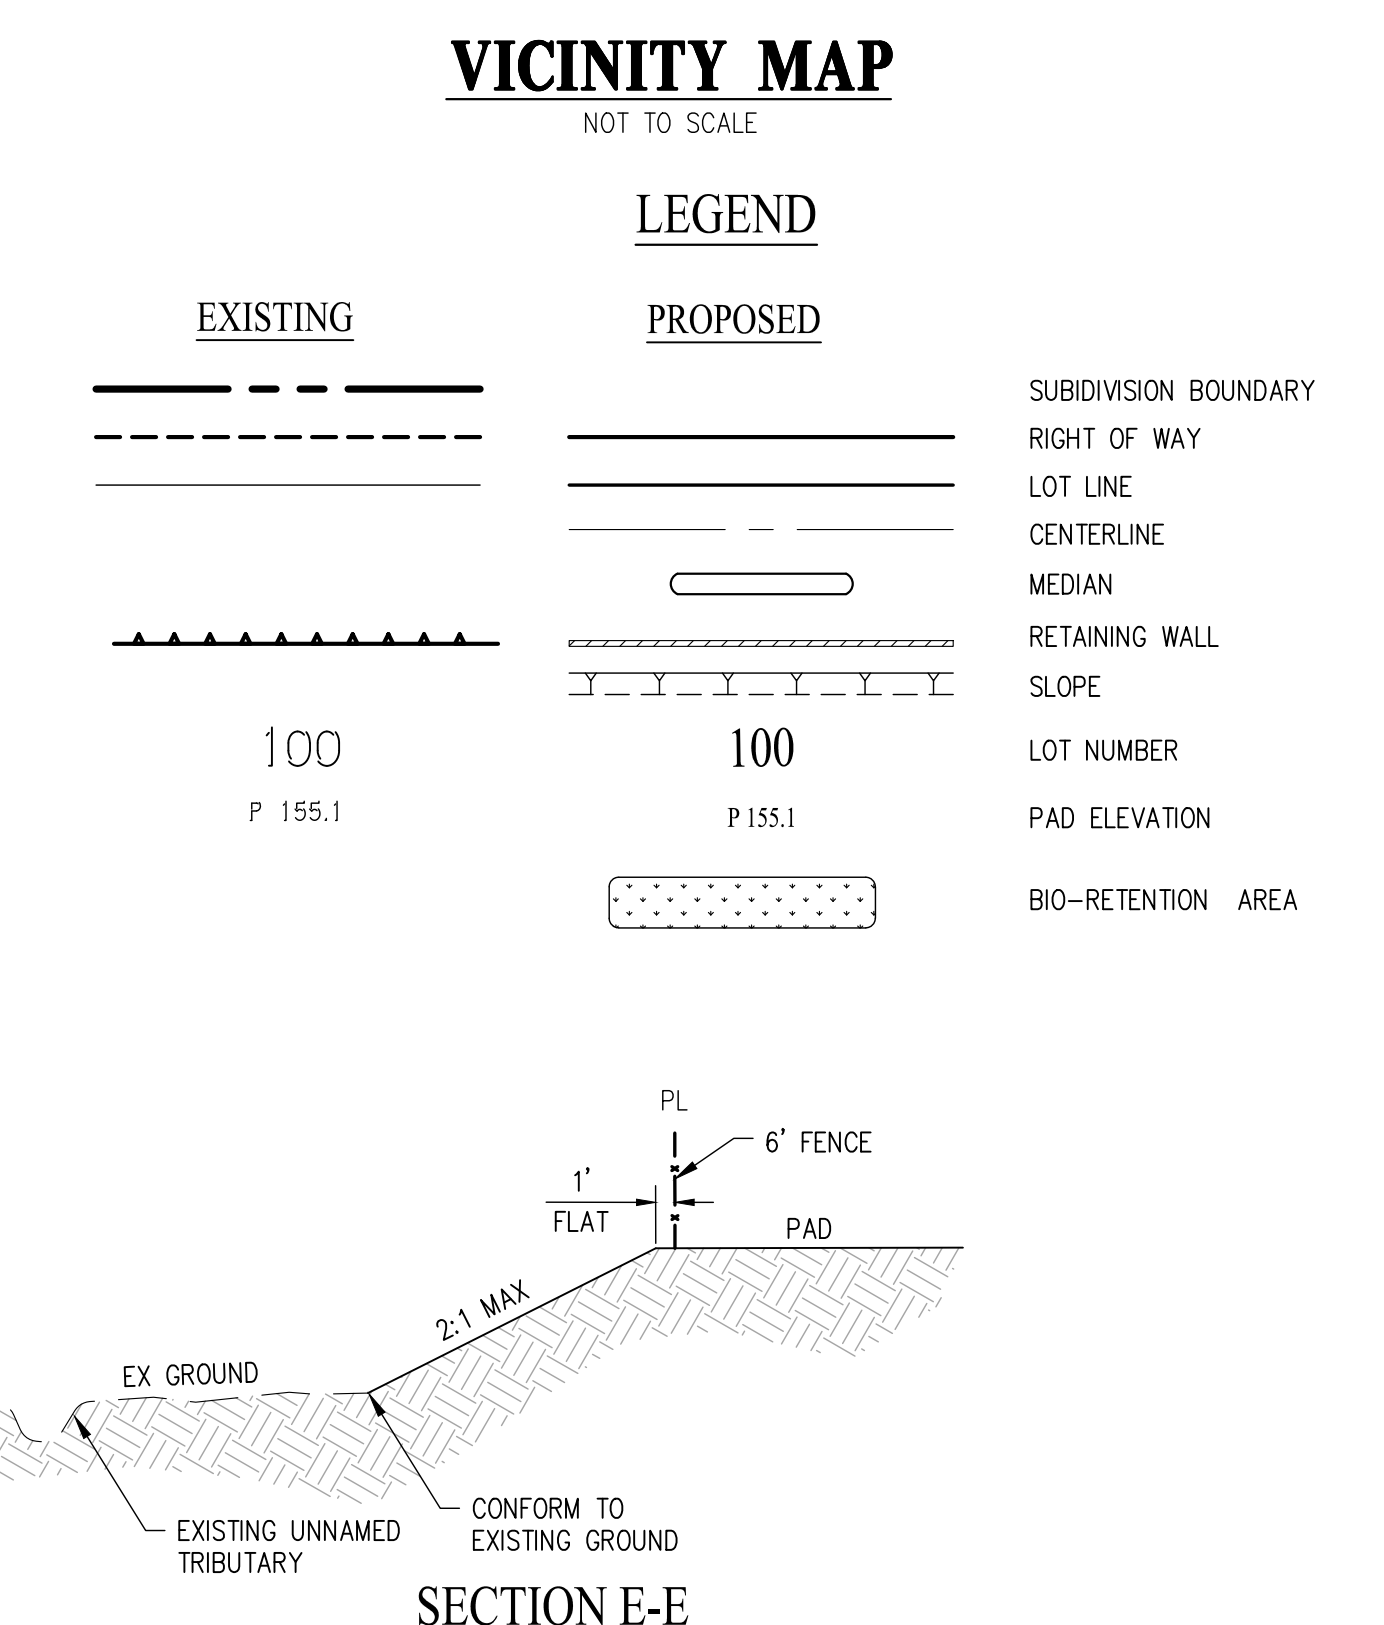 VICINITY MAP
NOT TO SCALE
LEGEND
EXISTING PROPOSED
SUBIDIVISION BOUNDARY
RIGHT OF WAY
LOT LINE
CENTERLINE
MEDIAN
RETAINING WALL
SLOPE
100 100 LOT NUMBER
P 155.1 P 155.1 PAD ELEVATION
BIO-RETENTION AREA
PL
6' FENCE
1'
FLAT
PAD
2:1 MAX
EX GROUND
CONFORM TO
EXISTING GROUND
EXISTING UNNAMED
TRIBUTARY
SECTION E-E